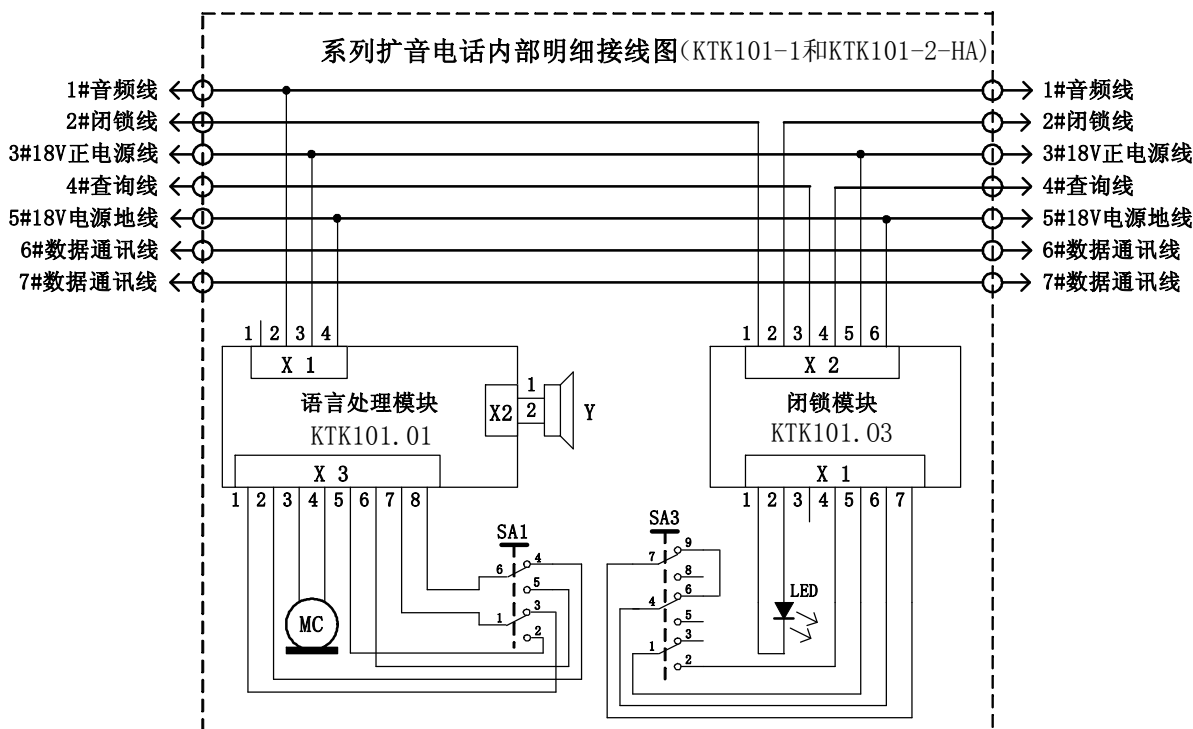 系列扩音电话内部明细接线图(KTK101-1和KTK101-2-HA)
1#音频线
1#音频线
2#闭锁线
2#闭锁线
3#18V正电源线
3#18V正电源线
4#查询线
4#查询线
5#18V电源地线
5#18V电源地线
6#数据通讯线
6#数据通讯线
7#数据通讯线
7#数据通讯线
1 2 3 4
1 2 3 4 5 6
X 1
X 2
语言处理模块
KTK101.01
X2
1
2
Y
闭锁模块
KTK101.03
X 3
X 1
1 2 3 4 5 6 7 8
1 2 3 4 5 6 7
SA1
6
4
5
1
3
2
MC
SA3
7
9
8
4
6
5
1
3
2
LED